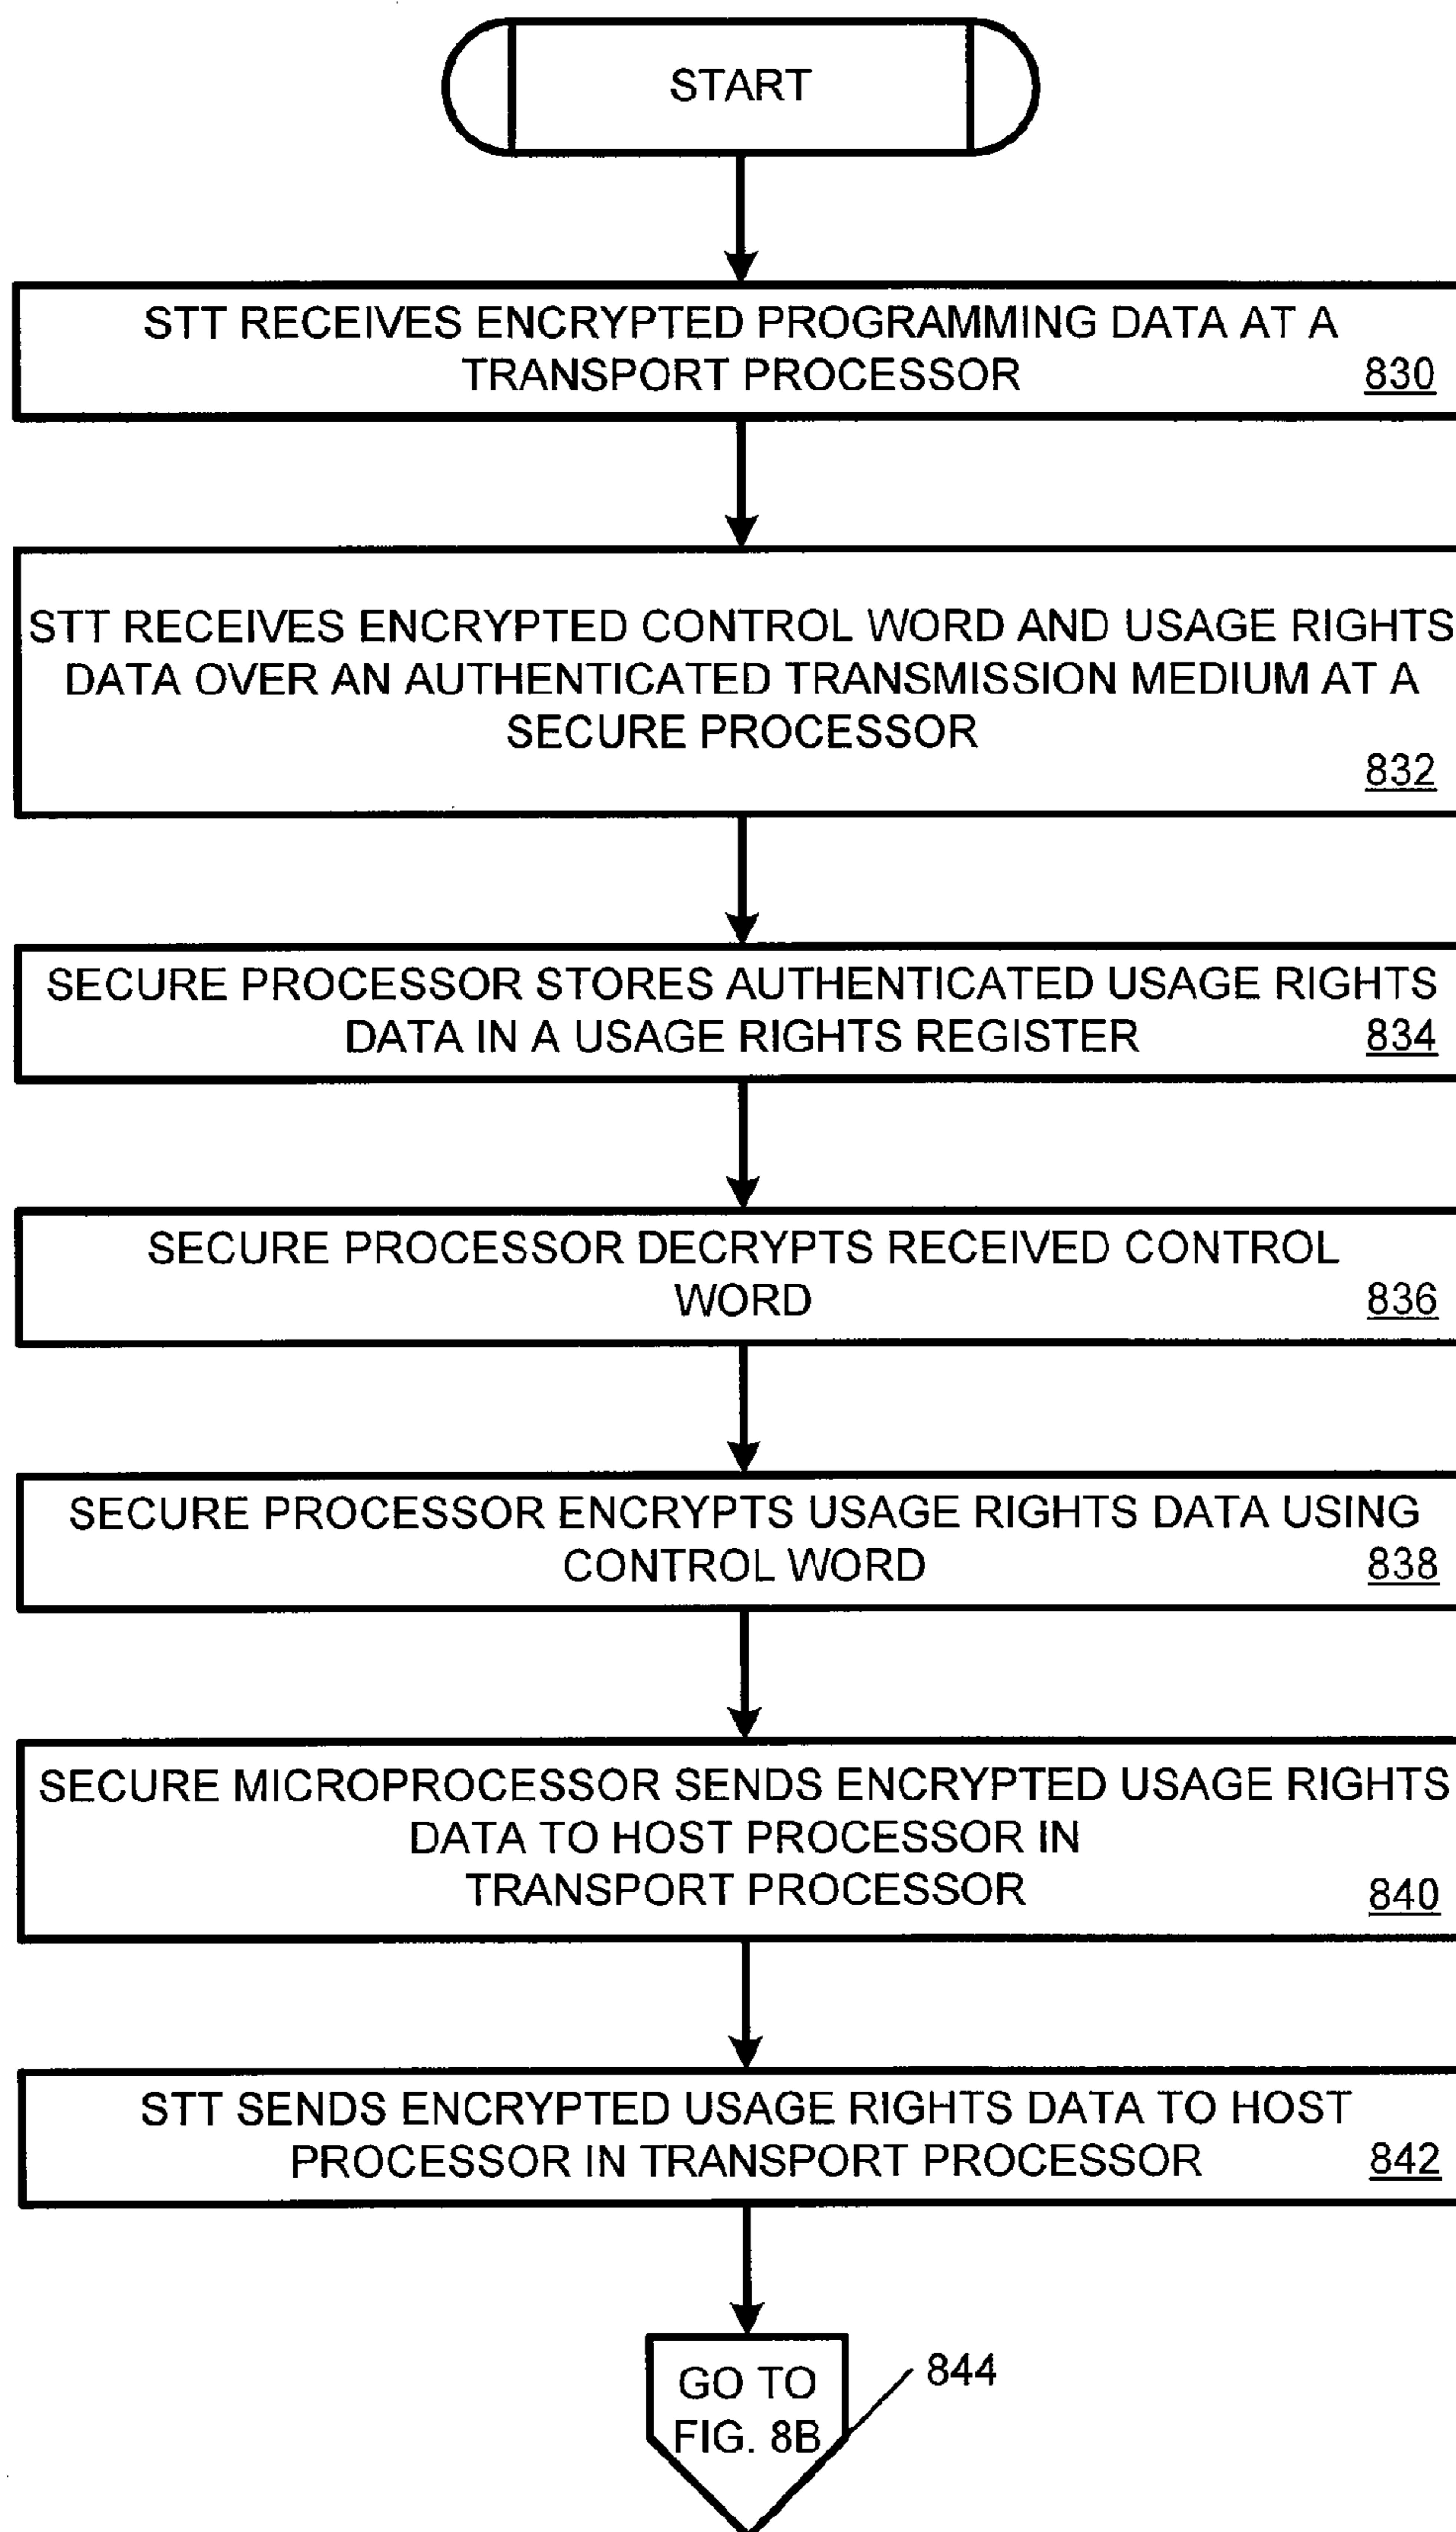 START
STT RECEIVES ENCRYPTED PROGRAMMING DATA AT A
TRANSPORT PROCESSOR 830
STT RECEIVES ENCRYPTED CONTROL WORD AND USAGE RIGHTS
DATA OVER AN AUTHENTICATED TRANSMISSION MEDIUM AT A
SECURE PROCESSOR
832
SECURE PROCESSOR STORES AUTHENTICATED USAGE RIGHTS
DATA IN A USAGE RIGHTS REGISTER 834
SECURE PROCESSOR DECRYPTS RECEIVED CONTROL
WORD 836
SECURE PROCESSOR ENCRYPTS USAGE RIGHTS DATA USING
CONTROL WORD 838
SECURE MICROPROCESSOR SENDS ENCRYPTED USAGE RIGHTS
DATA TO HOST PROCESSOR IN
TRANSPORT PROCESSOR 840
STT SENDS ENCRYPTED USAGE RIGHTS DATA TO HOST
PROCESSOR IN TRANSPORT PROCESSOR 842
GO TO 844
FIG. 8B